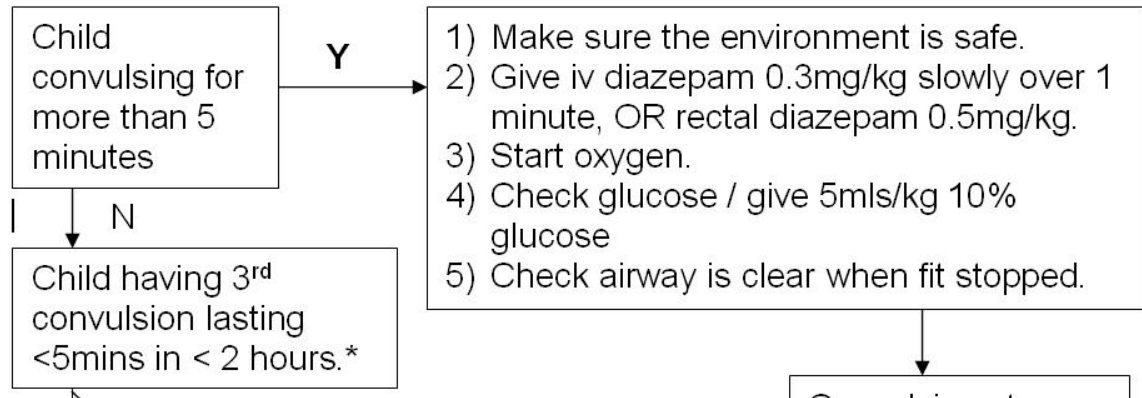 Child
convulsing for
more than 5
minutes
Y
1) Make sure the environment is safe.
2) Give iv diazepam 0.3mg/kg slowly over 1
minute, OR rectal diazepam 0.5mg/kg.
3) Start oxygen.
4) Check glucose / give 5mls/kg 10%
glucose
5) Check airway is clear when fit stopped.
N
Child having 3rd
convulsion lasting
<5mins in < 2 hours.*